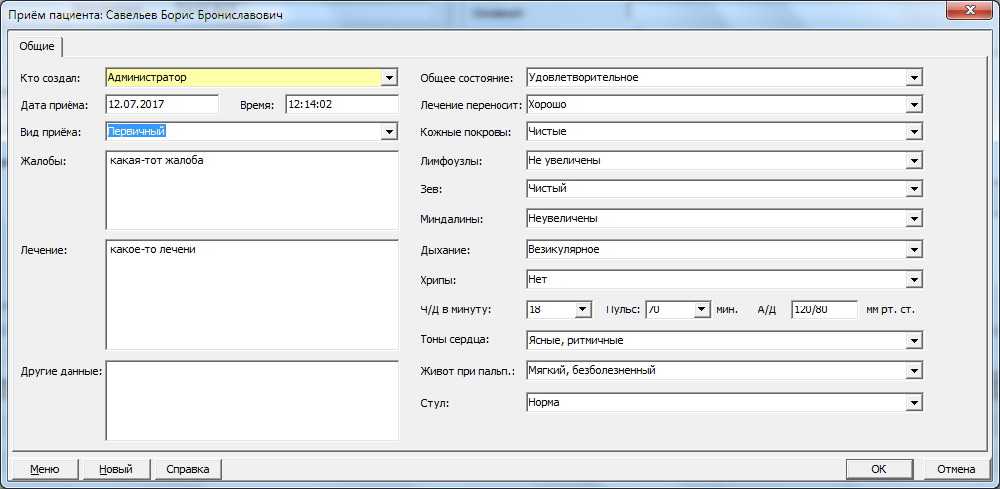 Приём пациента: Савельев Борис Брониславович
Общие
Кто создал: Администратор
Дата приёма: 12.07.2017 Время: 12:14:02
Вид приёма: Первичный
Жалобы: какая-тот жалоба
Лечение: какое-то лечени
Другие данные:
Общее состояние: Удовлетворительное
Лечение переносит: Хорошо
Кожные покровы: Чистые
Лимфоузлы: Не увеличены
Зев: Чистый
Миндалины: Неувеличены
Дыхание: Везикулярное
Хрипы: Нет
Ч/Д в минуту: 18 Пульс: 70 мин. А/Д 120/80 мм рт. ст.
Тоны сердца: Ясные, ритмичные
Живот при пальп.: Мягкий, безболезненный
Стул: Норма
Меню Новый Справка ОК Отмена